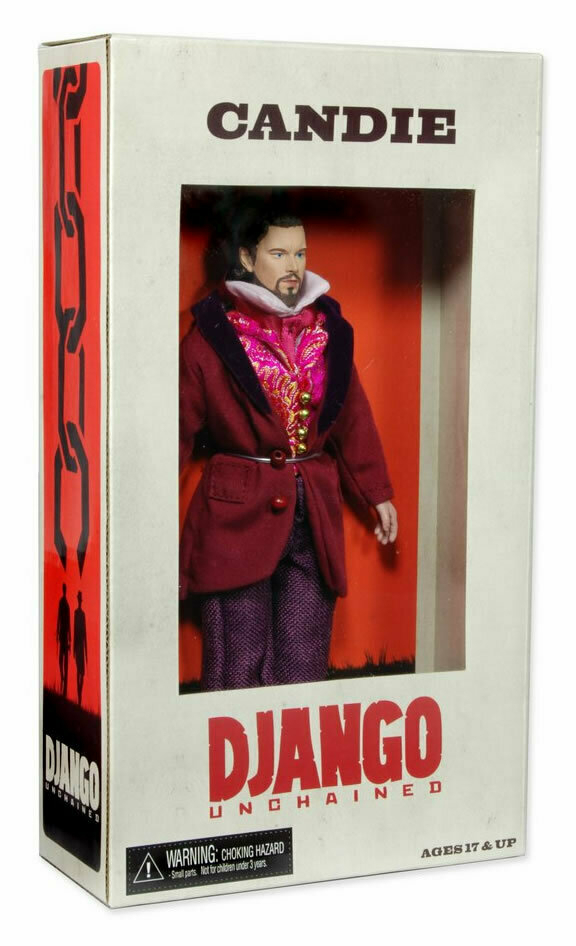 CANDIE
DJANGO
UNCHAINED
DJANGO
UNCHAINED
WARNING: CHOKING HAZARD
- Small parts. Not for children under 3 years.
AGES 17 & UP